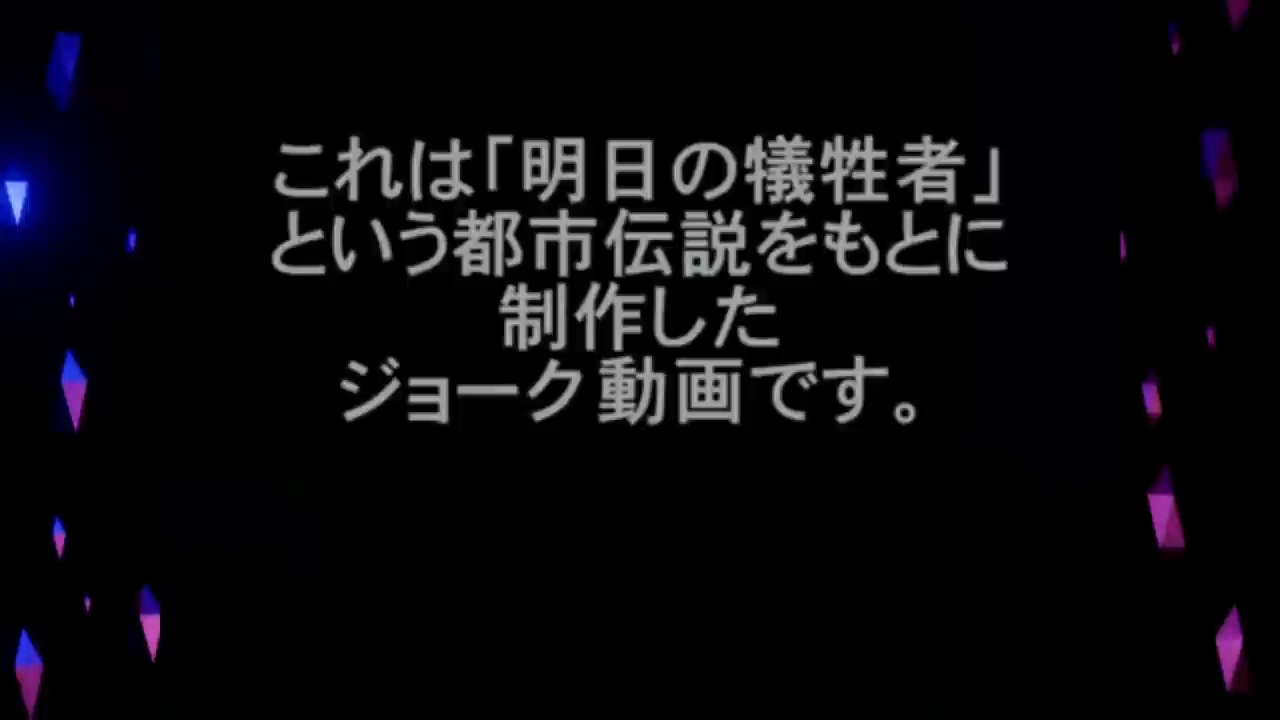 これは「明日の犠牲者」
という都市伝説をもとに
制作した
ジョーク動画です。